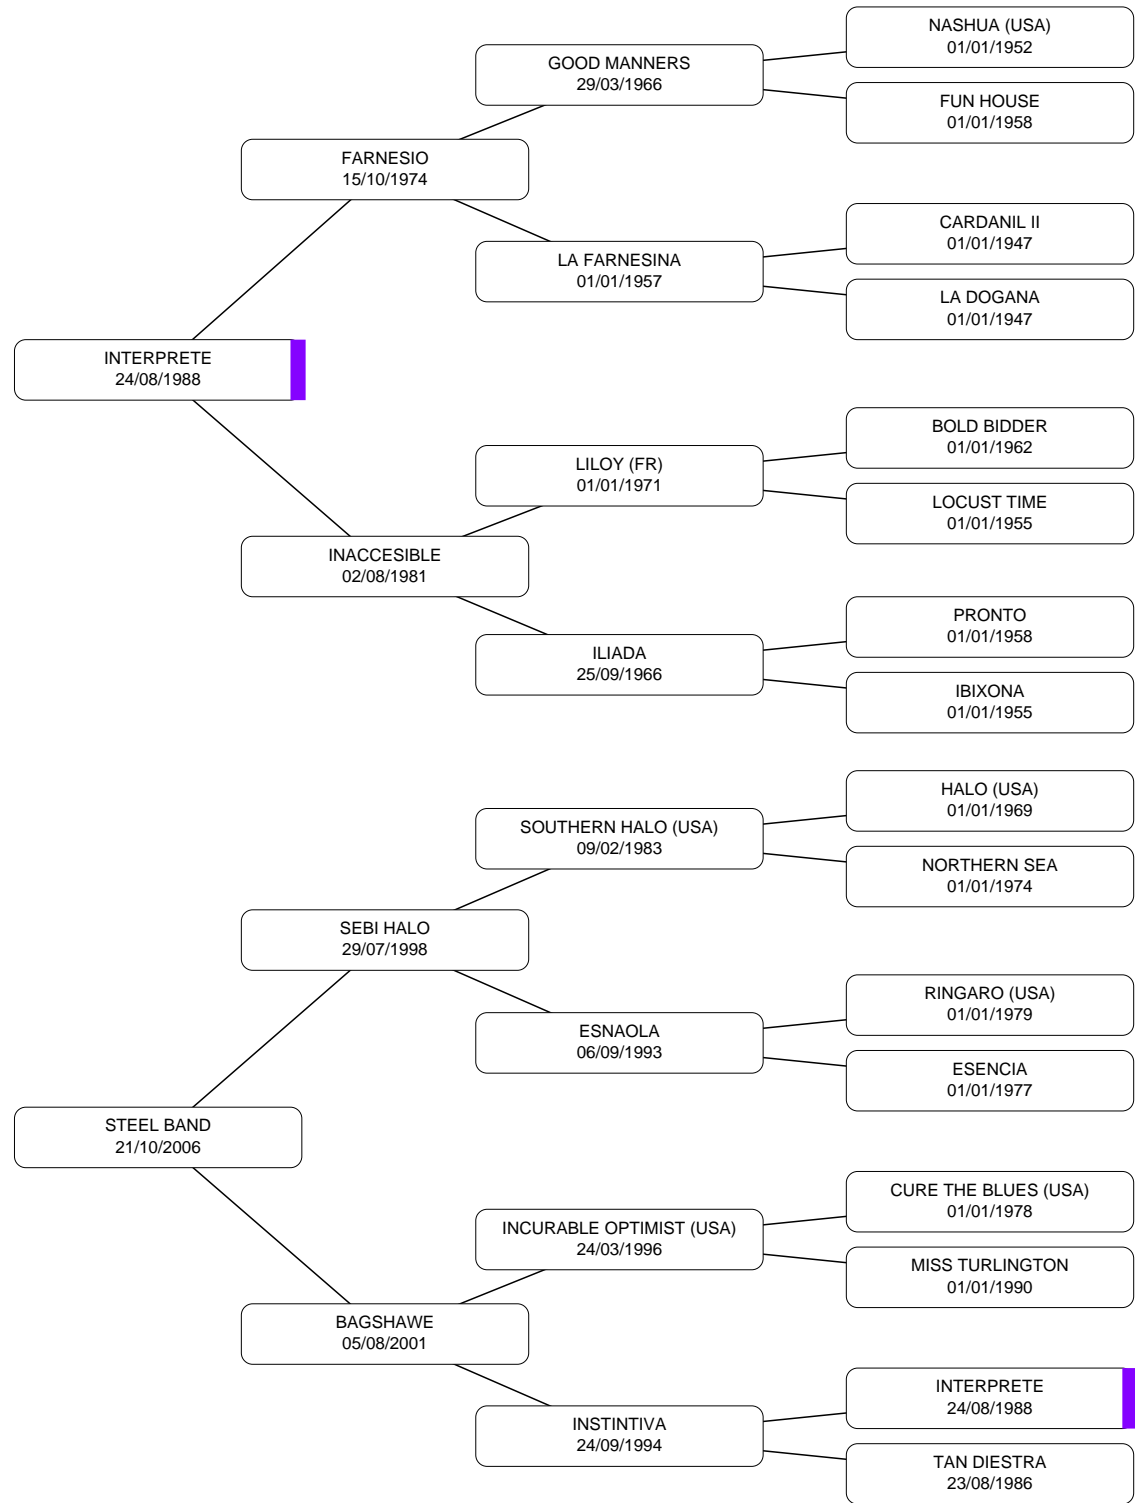 NASHUA (USA)
01/01/1952
GOOD MANNERS
29/03/1966
FUN HOUSE
01/01/1958
FARNESIO
15/10/1974
CARDANIL II
01/01/1947
LA FARNESINA
01/01/1957
LA DOGANA
01/01/1947
INTERPRETE
24/08/1988
BOLD BIDDER
01/01/1962
LILOY (FR)
01/01/1971
LOCUST TIME
01/01/1955
INACCESIBLE
02/08/1981
PRONTO
01/01/1958
ILIADA
25/09/1966
IBIXONA
01/01/1955
HALO (USA)
01/01/1969
SOUTHERN HALO (USA)
09/02/1983
NORTHERN SEA
01/01/1974
SEBI HALO
29/07/1998
RINGARO (USA)
01/01/1979
ESNAOLA
06/09/1993
ESENCIA
01/01/1977
STEEL BAND
21/10/2006
CURE THE BLUES (USA)
01/01/1978
INCURABLE OPTIMIST (USA)
24/03/1996
MISS TURLINGTON
01/01/1990
BAGSHAWE
05/08/2001
INTERPRETE
24/08/1988
INSTINTIVA
24/09/1994
TAN DIESTRA
23/08/1986